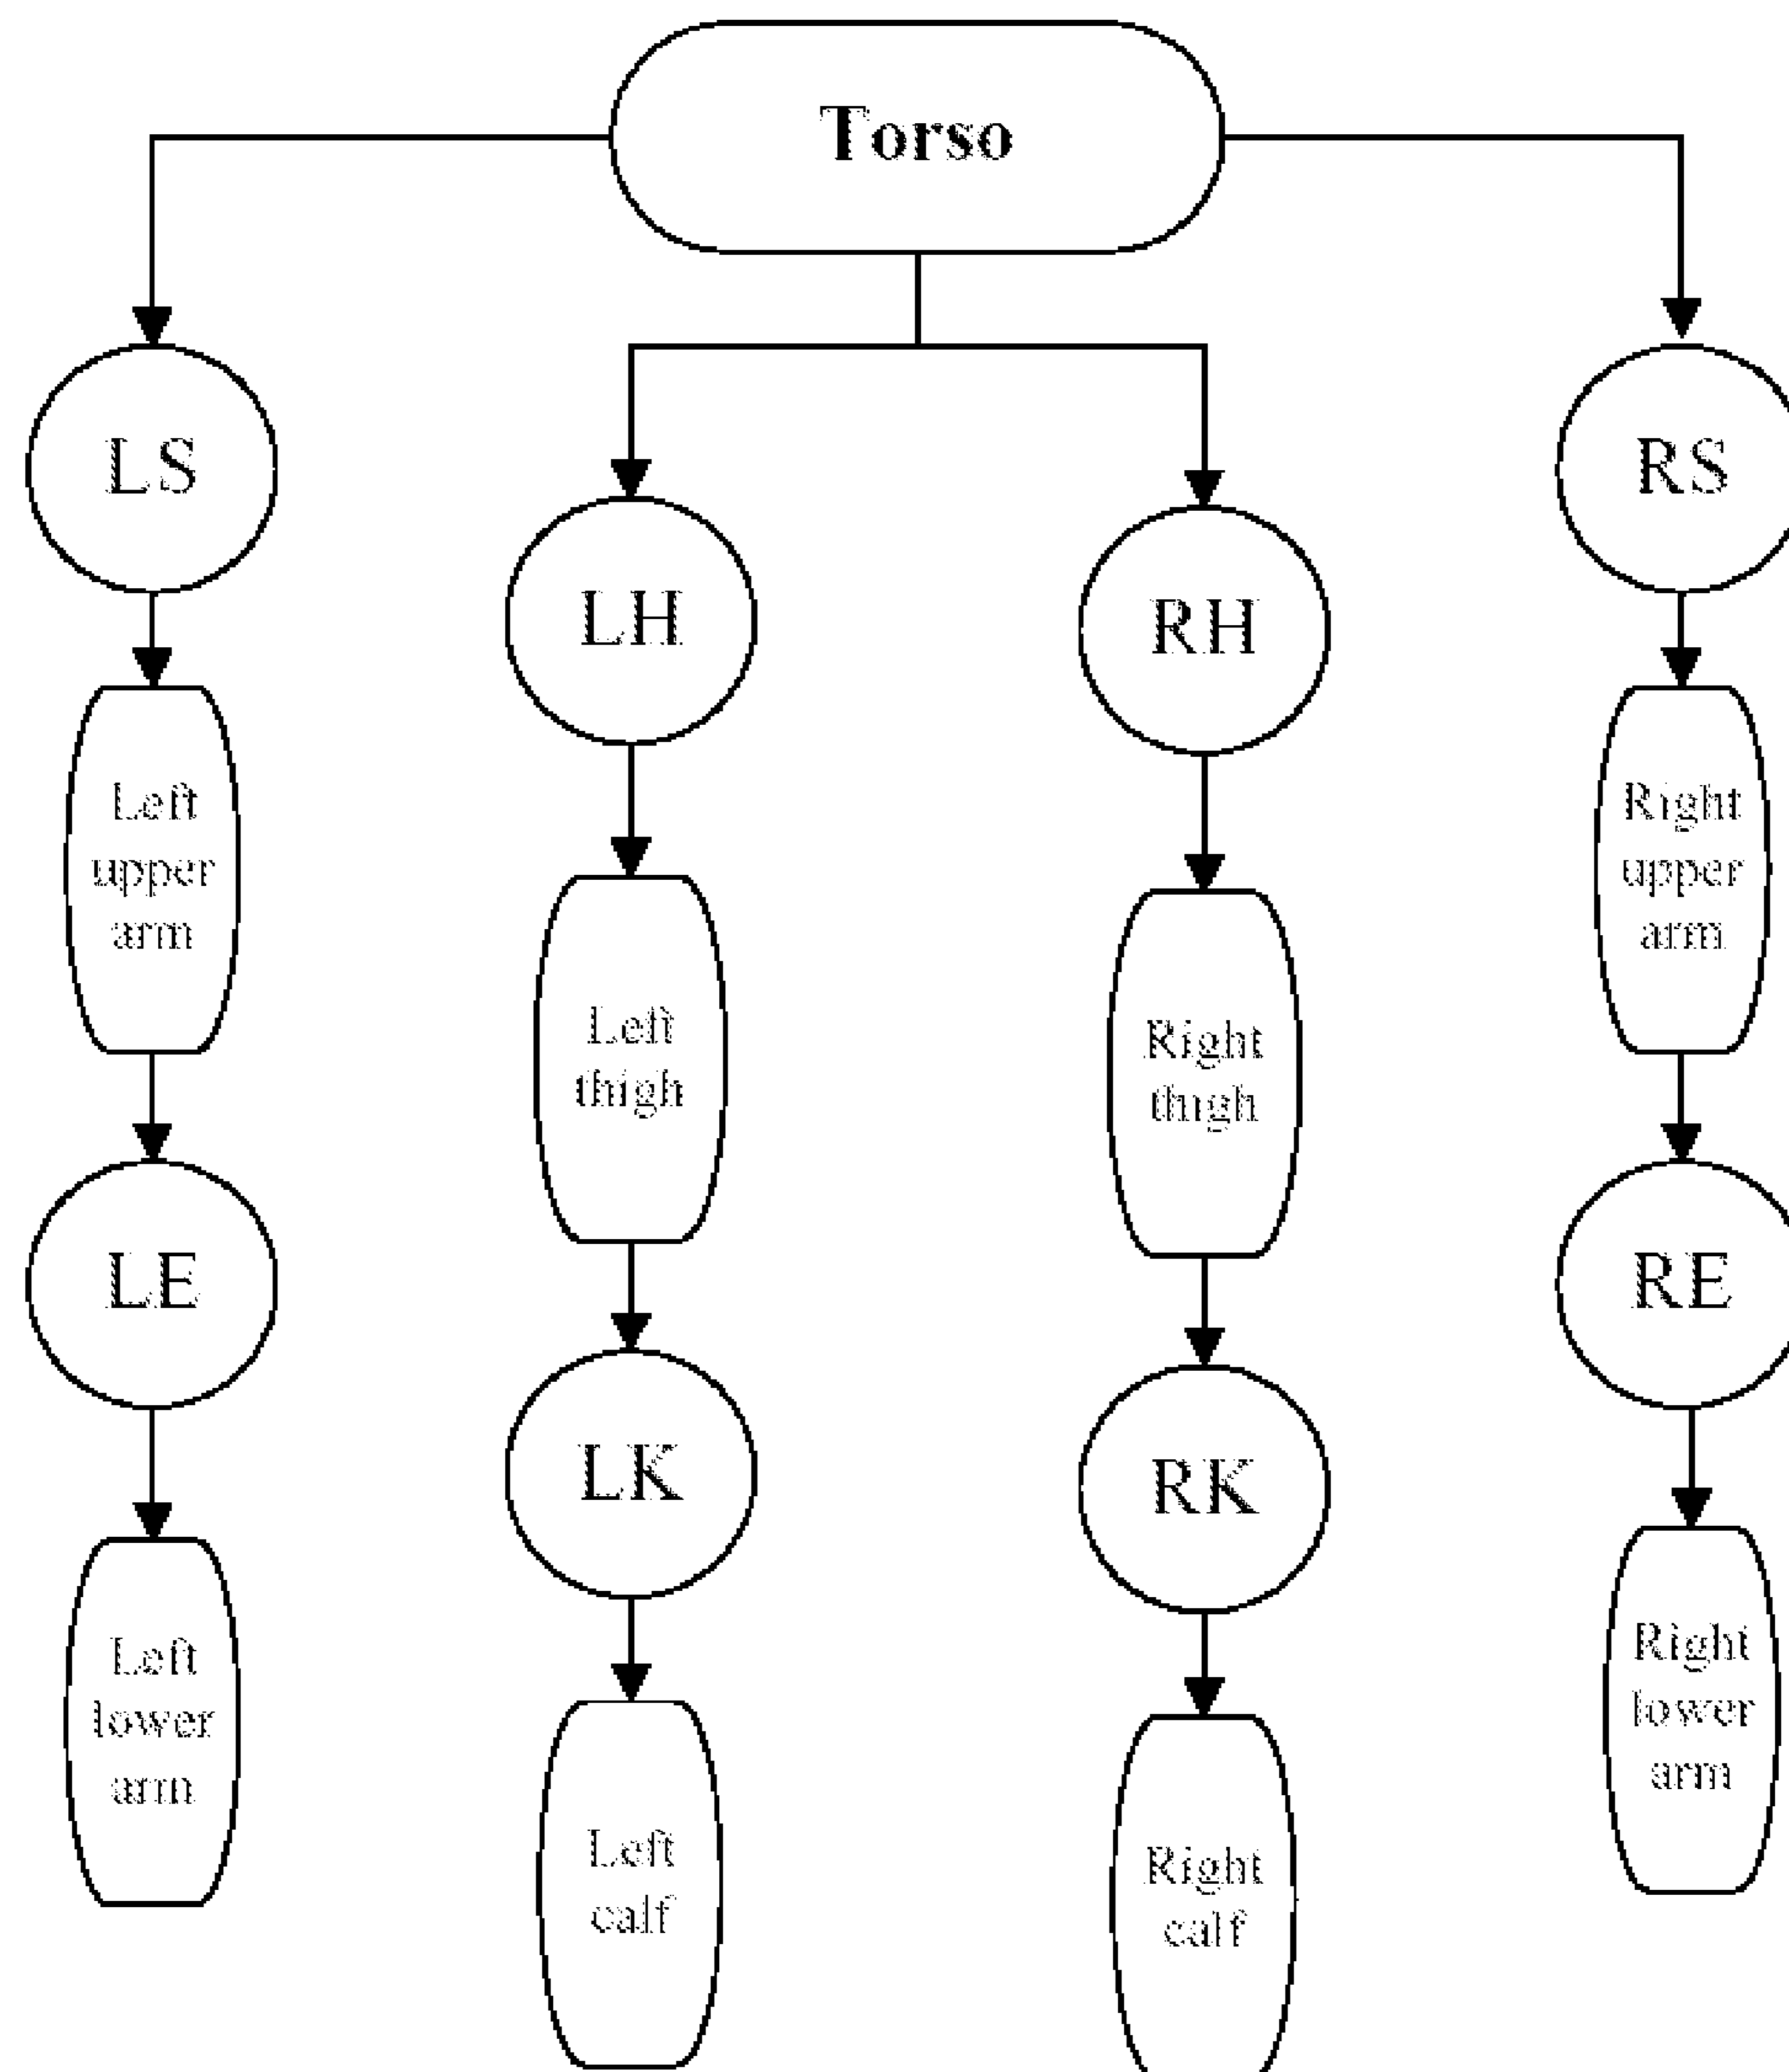 Torso
LS
RS
LH
RH
Left
upper
arm
Right
upper
arm
Left
thigh
Right
thigh
LE
RE
LK
RK
Left
lower
arm
Right
lower
arm
Left
calf
Right
calf